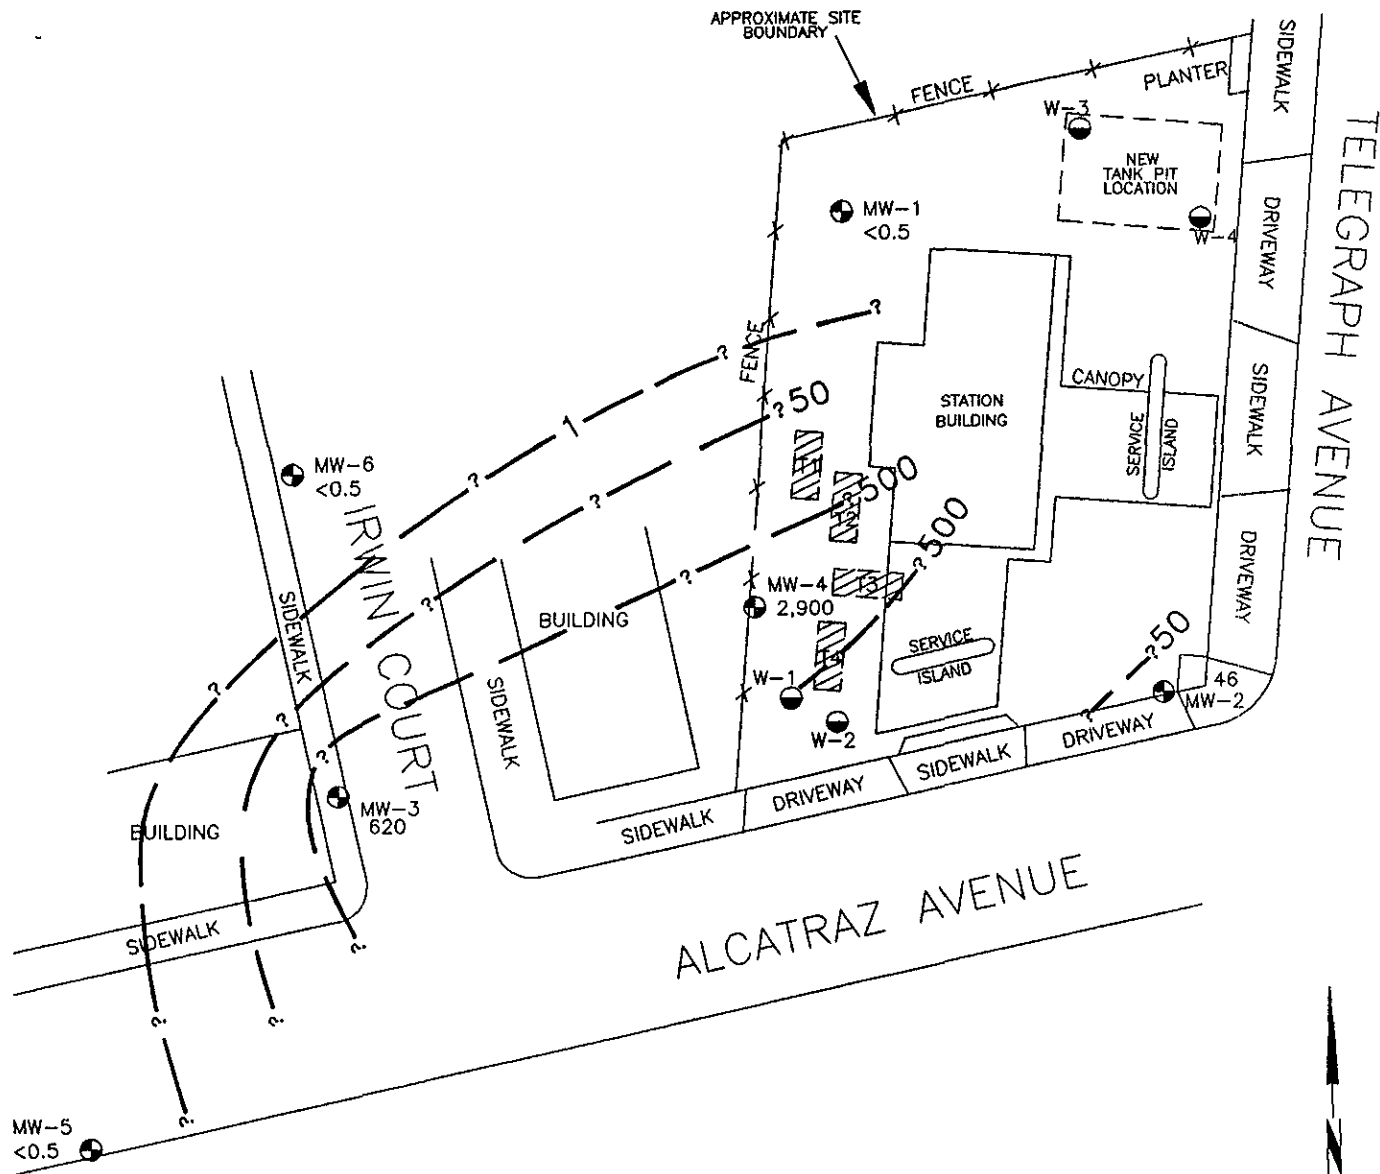 APPROXIMATE SITE
BOUNDARY
FENCE
PLANTER
SIDEWALK
W-3
NEW
TANK PIT
LOCATION
W-4
TELEGRAPH AVENUE
DRIVEWAY
MW-1
<0.5
?
FENCE
?
1
?
?
50
CANOPY
SERVICE
ISLAND
SIDEWALK
STATION
BUILDING
MW-6
<0.5
?
?
500
T2
?
500
?
IRWIN COURT
SIDEWALK
MW-4
2,900
T3
DRIVEWAY
BUILDING
?
?
SERVICE
ISLAND
T4
W-1
W-2
?
50
46
MW-2
?
DRIVEWAY
SIDEWALK
DRIVEWAY
SIDEWALK
SIDEWALK
?
?
?
MW-3
620
BUILDING
SIDEWALK
?
?
?
?
ALCATRAZ AVENUE
MW-5
<0.5
N